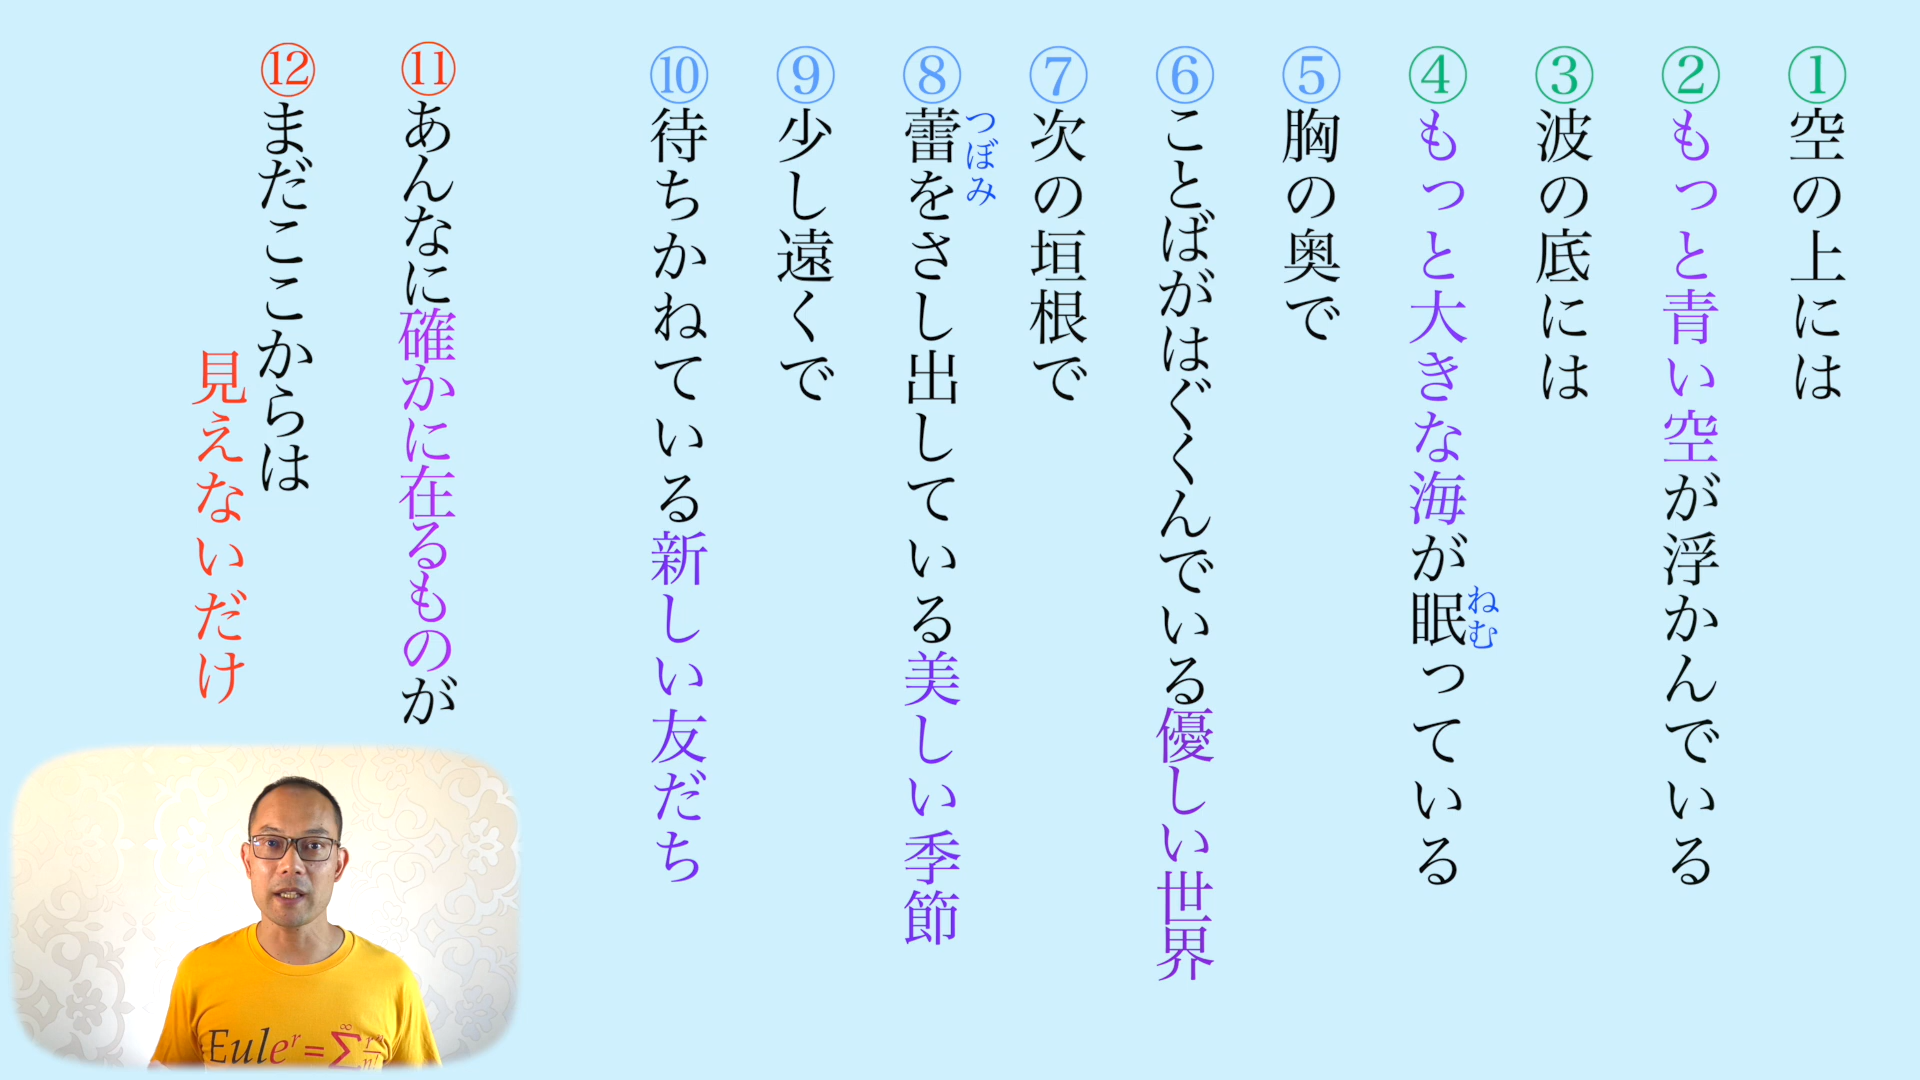 ①空の上には
②もっと青い空が浮かんでいる
③波の底には
④もっと大きな海が眠っている
ねむ
⑤胸の奥で
⑥ことばがはぐくんでいる優しい世界
⑦次の垣根で
⑧蕾をさし出している美しい季節
つぼみ
⑨少し遠くで
⑩待ちかねている新しい友だち
⑪あんなに確かに在るものが
⑫まだここからは
見えないだけ
Euleʳ=∑
∞
n!